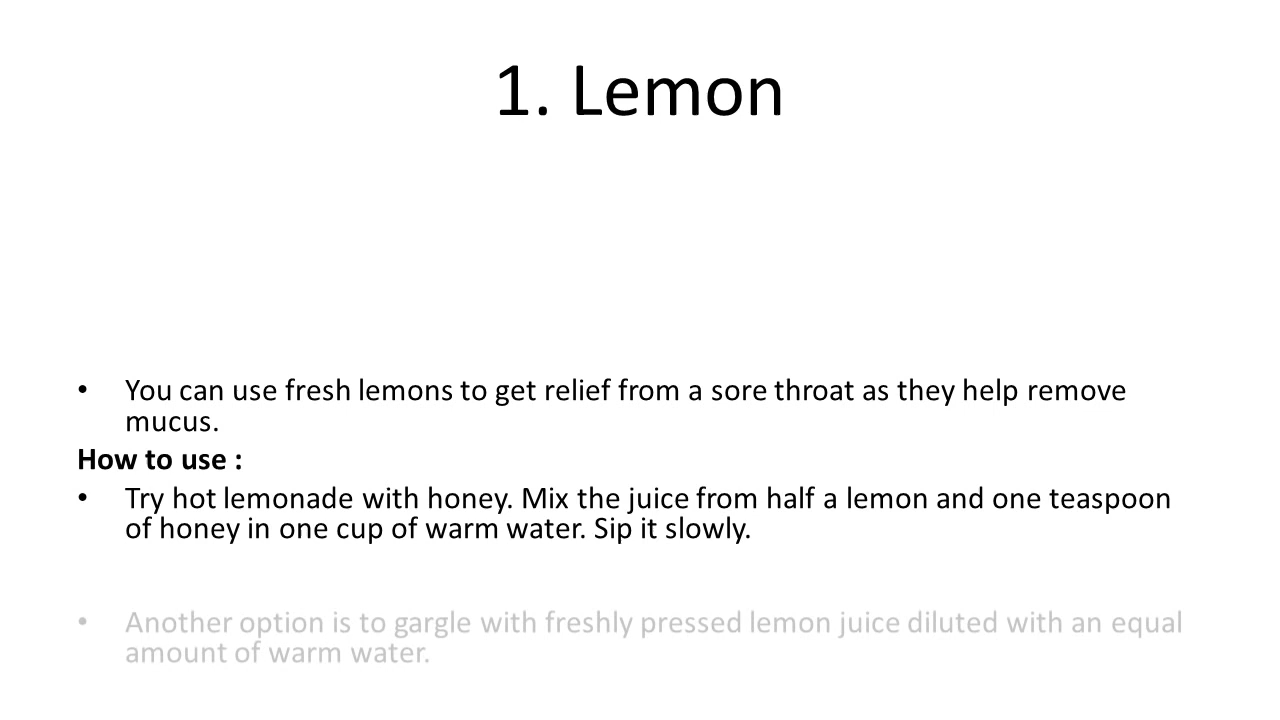 1. Lemon
• You can use fresh lemons to get relief from a sore throat as they help remove
mucus.
How to use :
• Try hot lemonade with honey. Mix the juice from half a lemon and one teaspoon
of honey in one cup of warm water. Sip it slowly.
• Another option is to gargle with freshly pressed lemon juice diluted with an equal
amount of warm water.